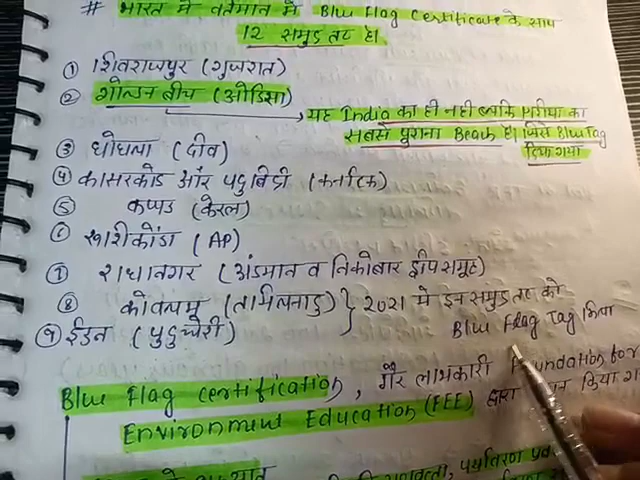 # भारत में वर्तमान में Blue Flag Certificate के साथ
12 समुद्र तट है।
① शिवराजपुर (गुजरात)
② गोल्डन बीच (ओडिसा)
यह India का ही नहीं बल्कि एशिया का
सबसे पुराना Beach है। जिसे Blue Tag
दिया गया
③ घोघला (दीव)
④ कासरकोड और पदुबिद्री (कर्नाटक)
⑤ कप्पड (केरल)
⑥ रूशीकोंडा (AP)
⑦ राधानगर (अंडमान व निकोबार द्वीप समूह)
⑧ कोवलम् (तामिलनाडु) } 2021 में इन समुद्र तट को
⑨ ईडन (पुदुच्चेरी) Blue Flag Tag मिला
Blue Flag Certification, गैर लाभकारी Foundation for
Environment Education (FEE) द्वारा किया